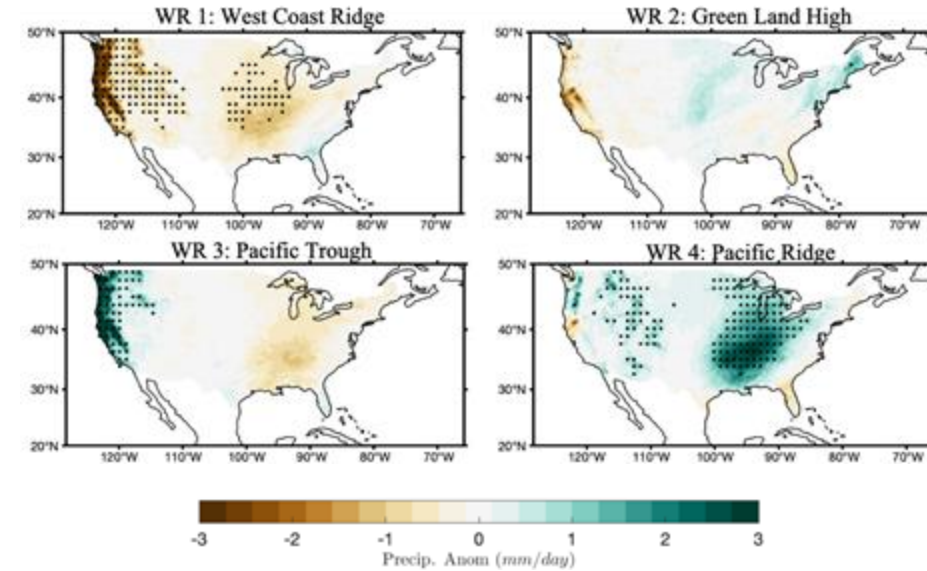 WR 1: West Coast Ridge
WR 2: Green Land High
50°N
40°N
30°N
20°N
120°W 110°W 100°W 90°W 80°W 70°W
50°N
40°N
30°N
20°N
120°W 110°W 100°W 90°W 80°W 70°W
WR 3: Pacific Trough
WR 4: Pacific Ridge
50°N
40°N
30°N
20°N
120°W 110°W 100°W 90°W 80°W 70°W
50°N
40°N
30°N
20°N
120°W 110°W 100°W 90°W 80°W 70°W
-3 -2 -1 0 1 2 3
Precip. Anom (mm/day)